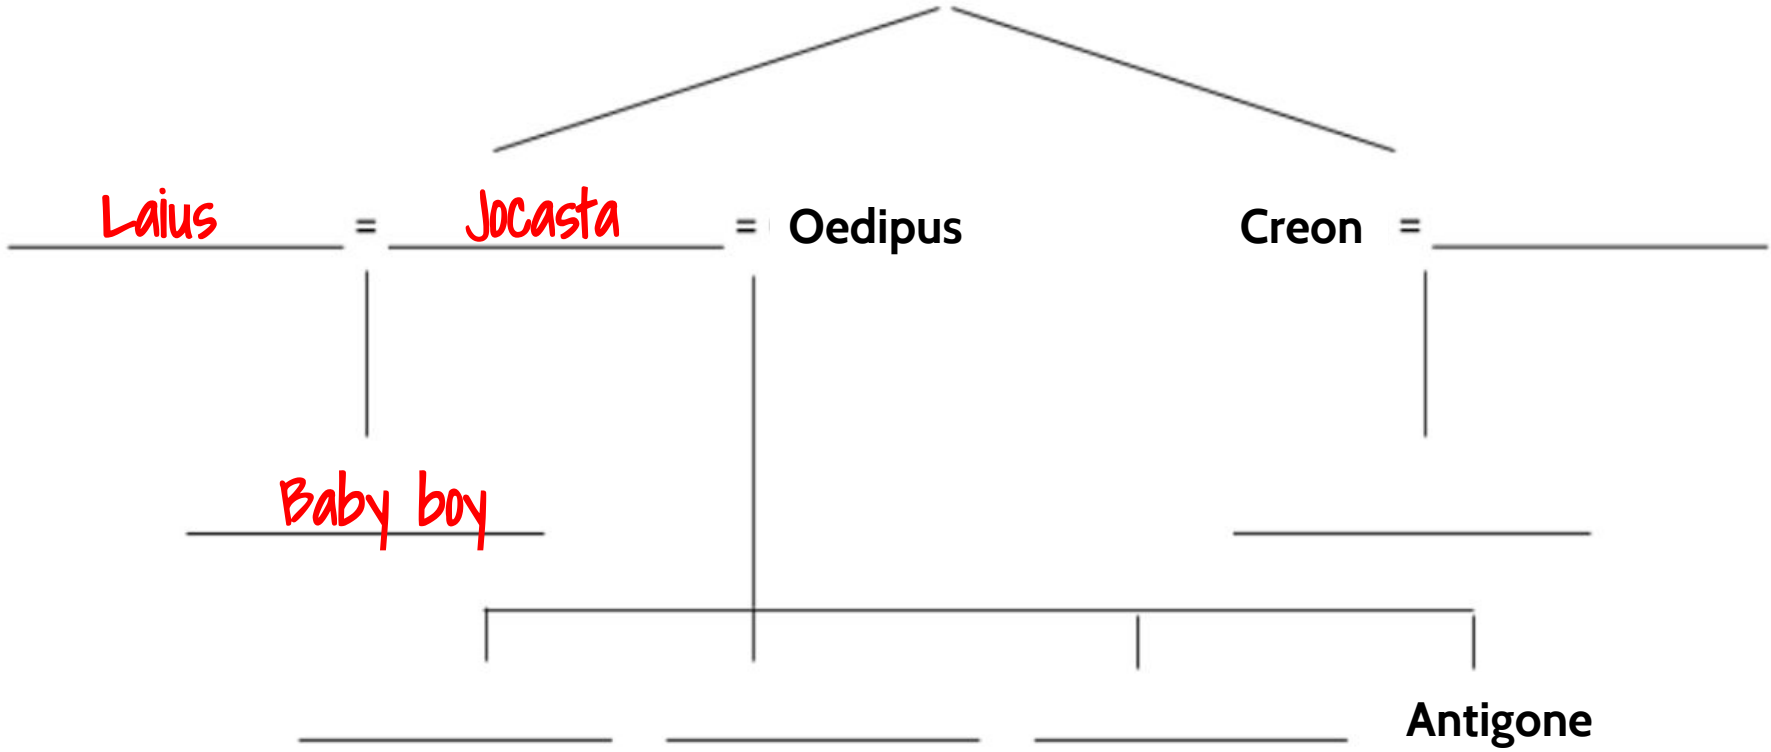 Laius = Jocasta = Oedipus Creon =
Baby boy
Antigone